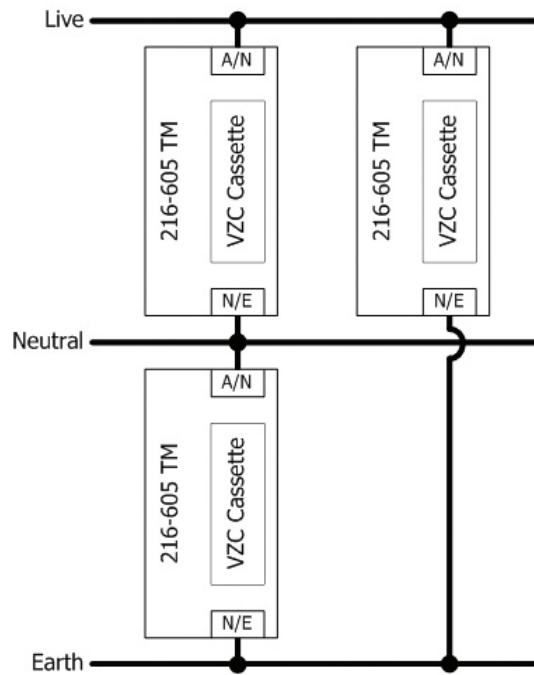 Live
A/N
A/N
216-605 TM
VZC Cassette
216-605 TM
VZC Cassette
N/E
N/E
Neutral
A/N
216-605 TM
VZC Cassette
N/E
Earth